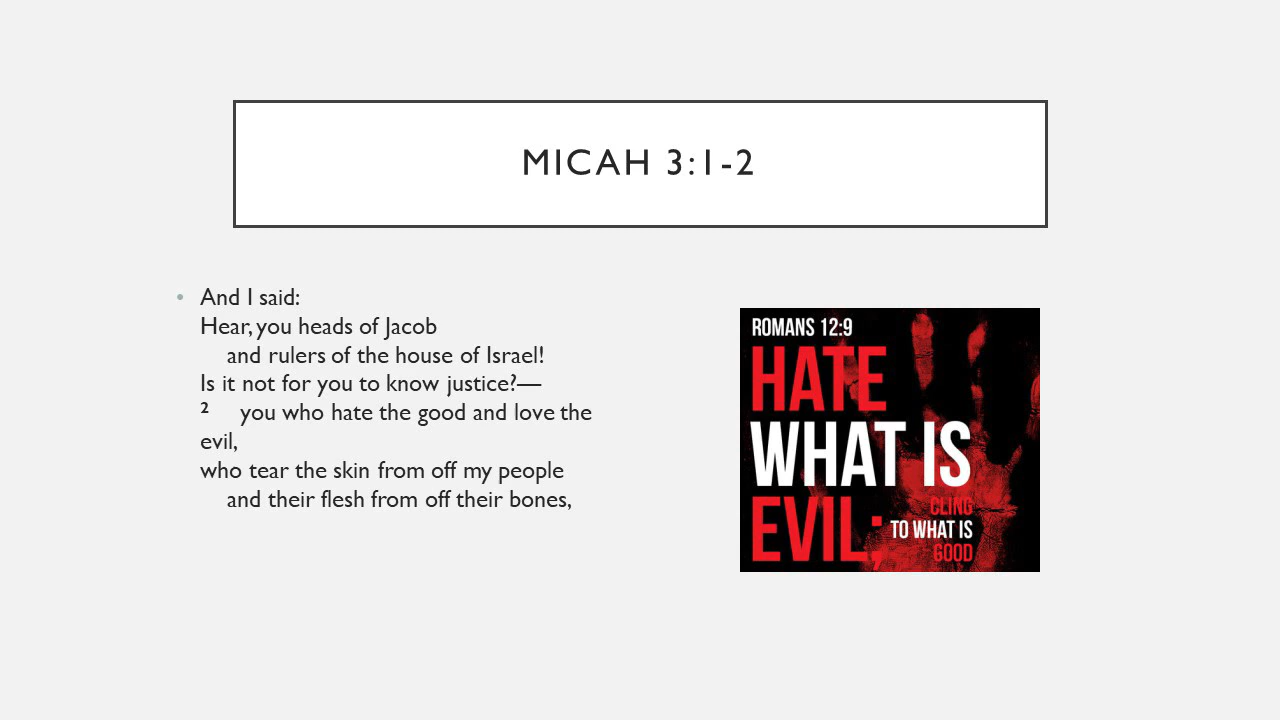 MICAH 3:1-2
• And I said:
Hear, you heads of Jacob
and rulers of the house of Israel!
Is it not for you to know justice?—
2 you who hate the good and love the
evil,
who tear the skin from off my people
and their flesh from off their bones,
ROMANS 12:9
HATE
WHAT IS
EVIL;
CLING
TO WHAT IS
GOOD